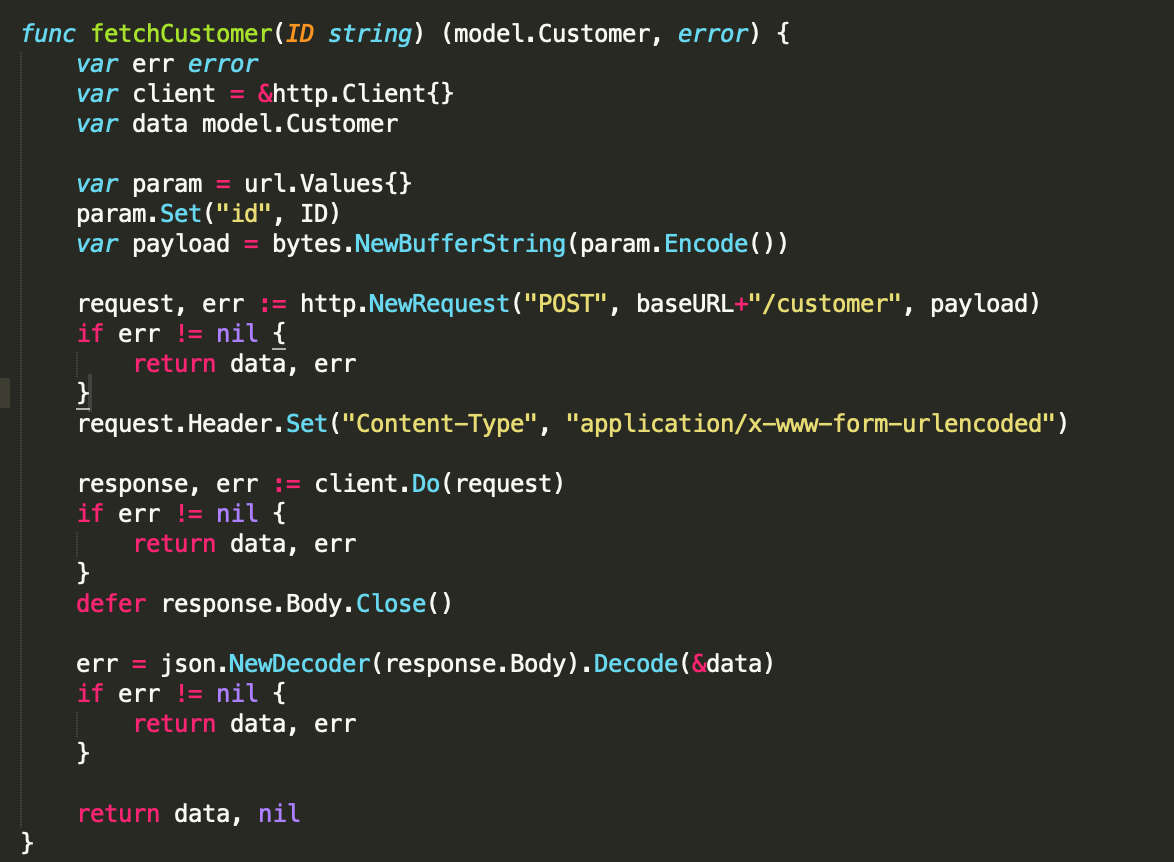 func fetchCustomer(ID string) (model.Customer, error) {
    var err error
    var client = &http.Client{}
    var data model.Customer

    var param = url.Values{}
    param.Set("id", ID)
    var payload = bytes.NewBufferString(param.Encode())

    request, err := http.NewRequest("POST", baseURL+"/customer", payload)
    if err != nil {
        return data, err
    }
    request.Header.Set("Content-Type", "application/x-www-form-urlencoded")

    response, err := client.Do(request)
    if err != nil {
        return data, err
    }
    defer response.Body.Close()

    err = json.NewDecoder(response.Body).Decode(&data)
    if err != nil {
        return data, err
    }

    return data, nil
}